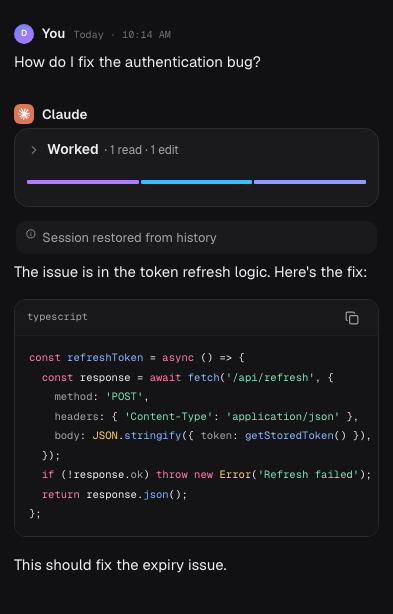 D You Today · 10:14 AM
How do I fix the authentication bug?
Claude
Worked · 1 read · 1 edit
Session restored from history
The issue is in the token refresh logic. Here's the fix:
typescript
const refreshToken = async () => {
  const response = await fetch('/api/refresh', {
    method: 'POST',
    headers: { 'Content-Type': 'application/json' },
    body: JSON.stringify({ token: getStoredToken() }),
  });
  if (!response.ok) throw new Error('Refresh failed');
  return response.json();
};
This should fix the expiry issue.